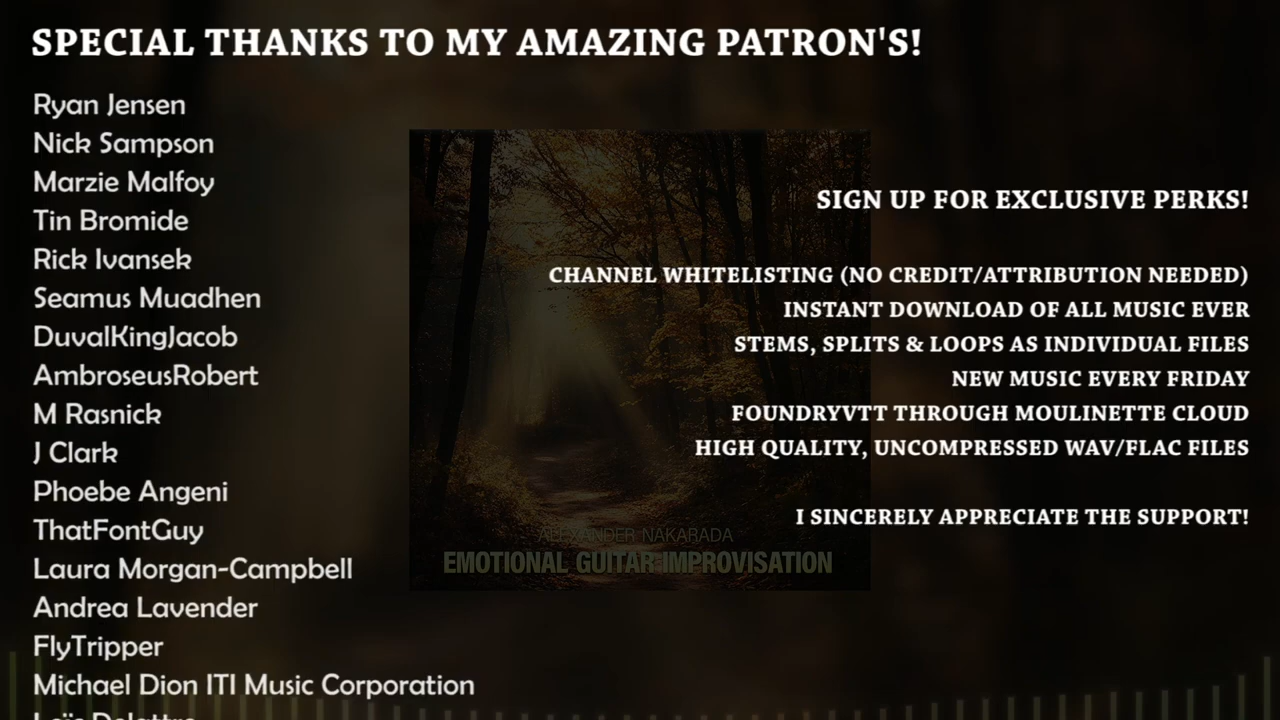 SPECIAL THANKS TO MY AMAZING PATRON'S!
Ryan Jensen
Nick Sampson
Marzie Malfoy
Tin Bromide
Rick Ivansek
Seamus Muadhen
DuvalKingJacob
AmbroseusRobert
M Rasnick
J Clark
Phoebe Angeni
ThatFontGuy
Laura Morgan-Campbell
Andrea Lavender
FlyTripper
Michael Dion ITI Music Corporation
SIGN UP FOR EXCLUSIVE PERKS!
CHANNEL WHITELISTING (NO CREDIT/ATTRIBUTION NEEDED)
INSTANT DOWNLOAD OF ALL MUSIC EVER
STEMS, SPLITS & LOOPS AS INDIVIDUAL FILES
NEW MUSIC EVERY FRIDAY
FOUNDRYVTT THROUGH MOULINETTE CLOUD
HIGH QUALITY, UNCOMPRESSED WAV/FLAC FILES
I SINCERELY APPRECIATE THE SUPPORT!
ALEXANDER NAKARADA
EMOTIONAL GUITAR IMPROVISATION